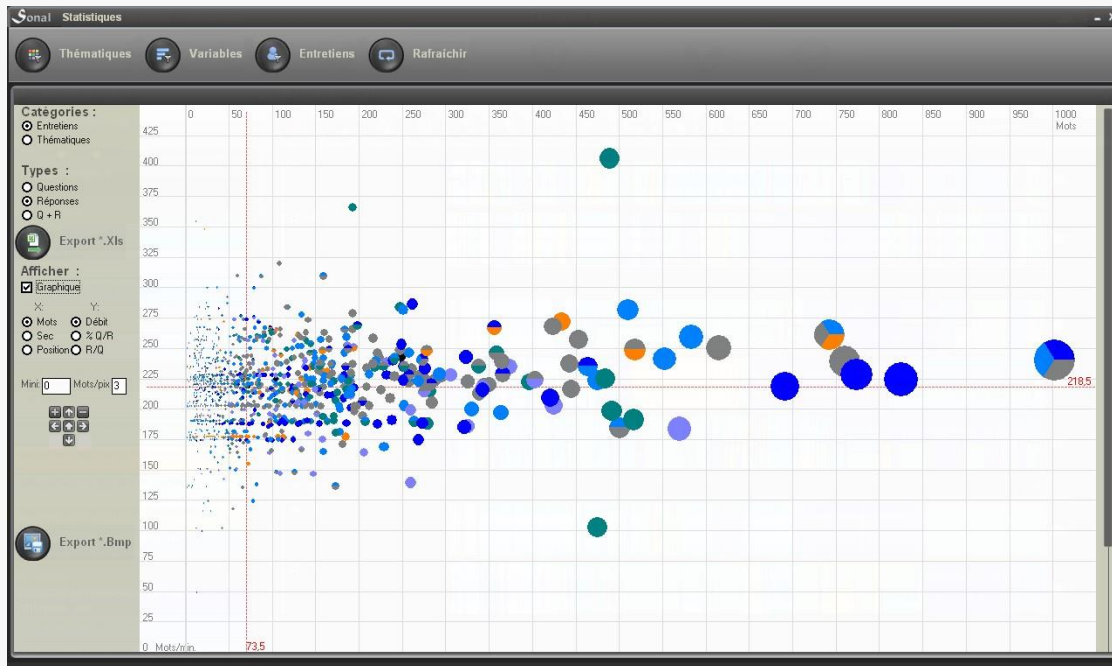 Sonal Statistiques
Thématiques Variables Entretiens Rafraîchir
Catégories :
Entretiens
Thématiques
Types :
Questions
Réponses
Q + R
Export *.Xls
Afficher :
Graphique
X: Y:
Mots Débit
Sec % Q/R
Position R/Q
Mini: 0 Mots/pix 3
Export *.Bmp
0 50 100 150 200 250 300 350 400 450 500 550 600 650 700 750 800 850 900 950 1000
Mots
425
400
375
350
325
300
275
250
225
218,5
200
175
150
125
100
75
50
25
0 Mots/min. 73,5